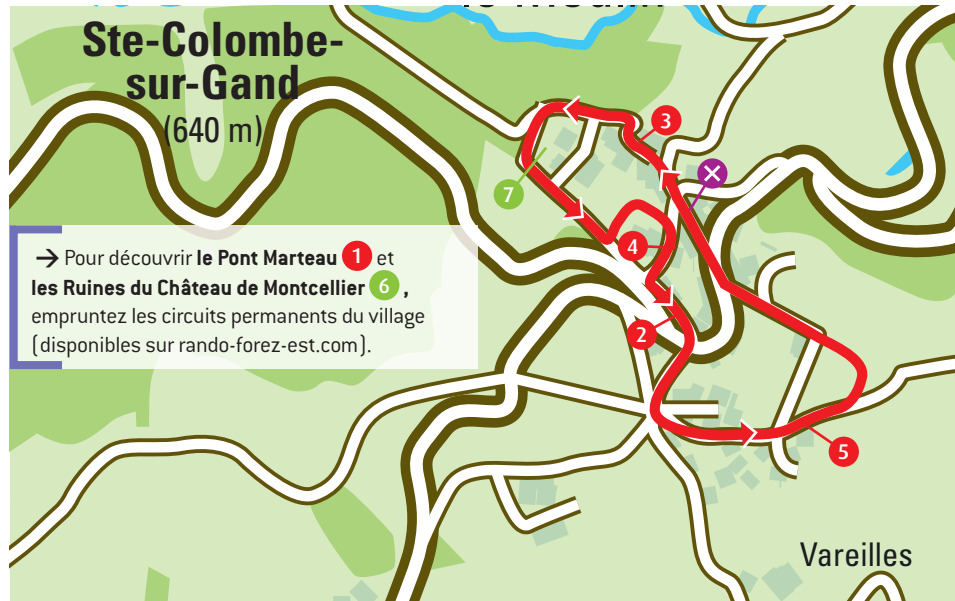 Ste-Colombe-
sur-Gand
(640 m)
3
7
4
→ Pour découvrir le Pont Marteau 1 et
les Ruines du Château de Montcellier 6 ,
empruntez les circuits permanents du village
(disponibles sur rando-forez-est.com).
2
5
Vareilles